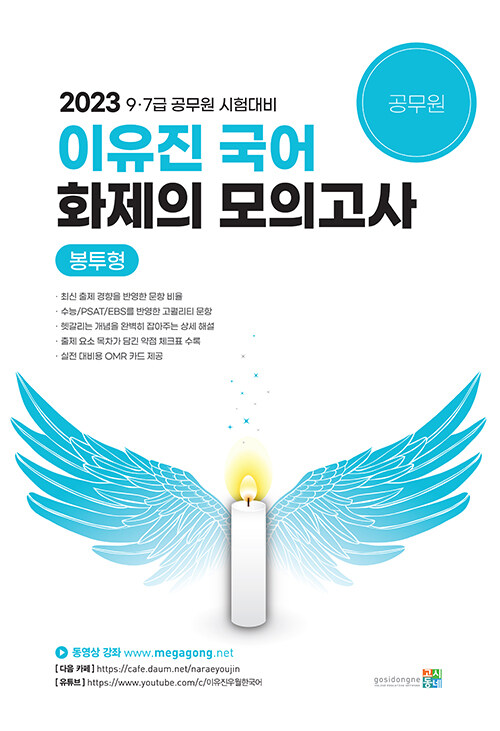 공무원
2023 9·7급 공무원 시험대비
이유진 국어
화제의 모의고사
봉투형
· 최신 출제 경향을 반영한 문항 비율
· 수능/PSAT/EBS를 반영한 고퀄리티 문항
· 헷갈리는 개념을 완벽히 잡아주는 상세 해설
· 출제 요소 목차가 담긴 약점 체크표 수록
· 실전 대비용 OMR 카드 제공
동영상 강좌 www.megagong.net
[ 다음 카페 ] https://cafe.daum.net/naraeyoujin
[ 유튜브 ] https://www.youtube.com/c/이유진우월한국어
gosidongne
고시
동네